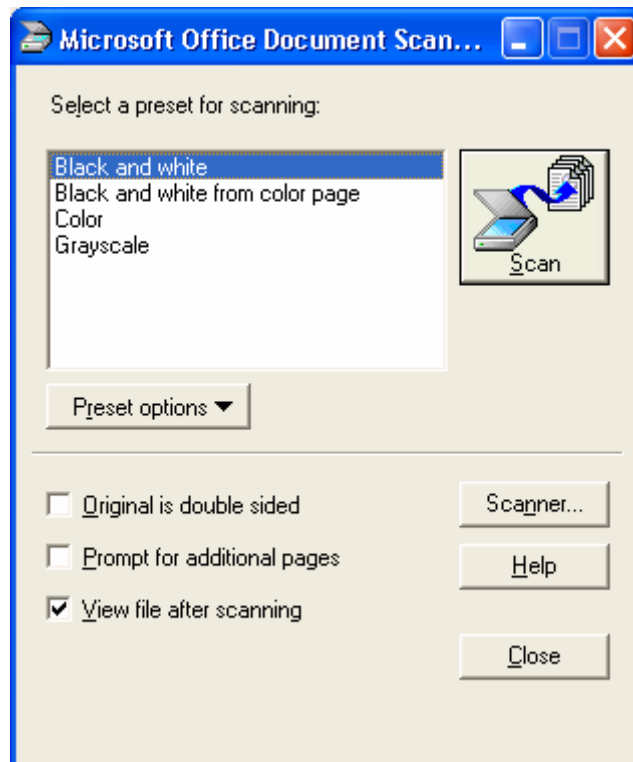 Microsoft Office Document Scan...
Select a preset for scanning:
Black and white
Black and white from color page
Color
Grayscale
Scan
Preset options
Original is double sided
Scanner...
Prompt for additional pages
Help
View file after scanning
Close